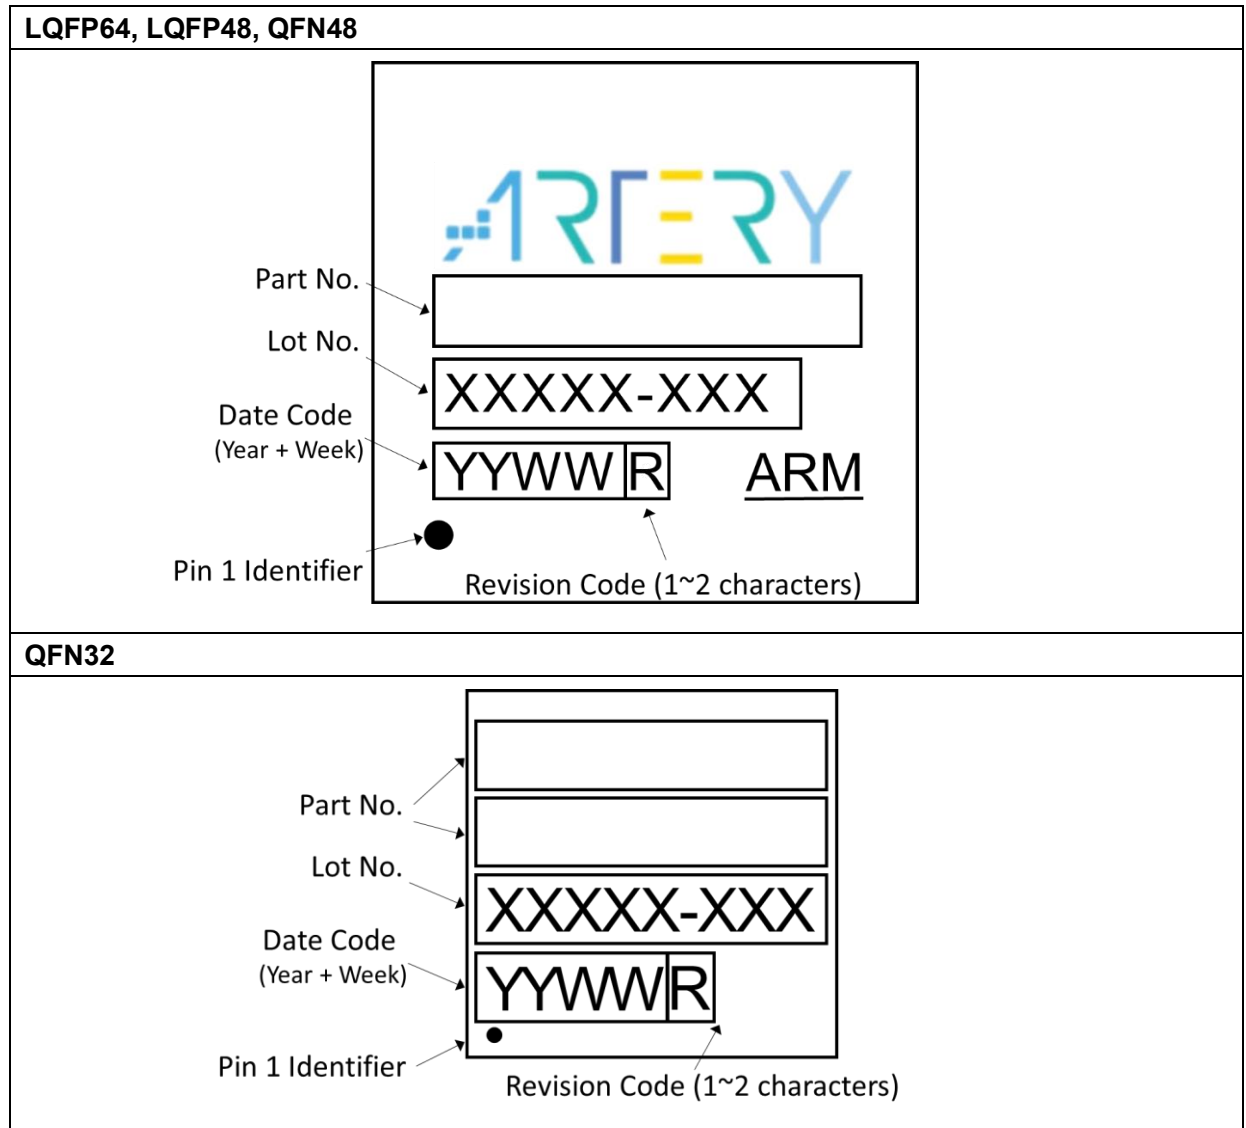 LQFP64, LQFP48, QFN48
ARTERY
Part No.
Lot No.
XXXXX-XXX
Date Code
(Year + Week)
YYWW R
ARM
Pin 1 Identifier
Revision Code (1~2 characters)
QFN32
Part No.
Lot No.
XXXXX-XXX
Date Code
(Year + Week)
YYWW R
Pin 1 Identifier
Revision Code (1~2 characters)